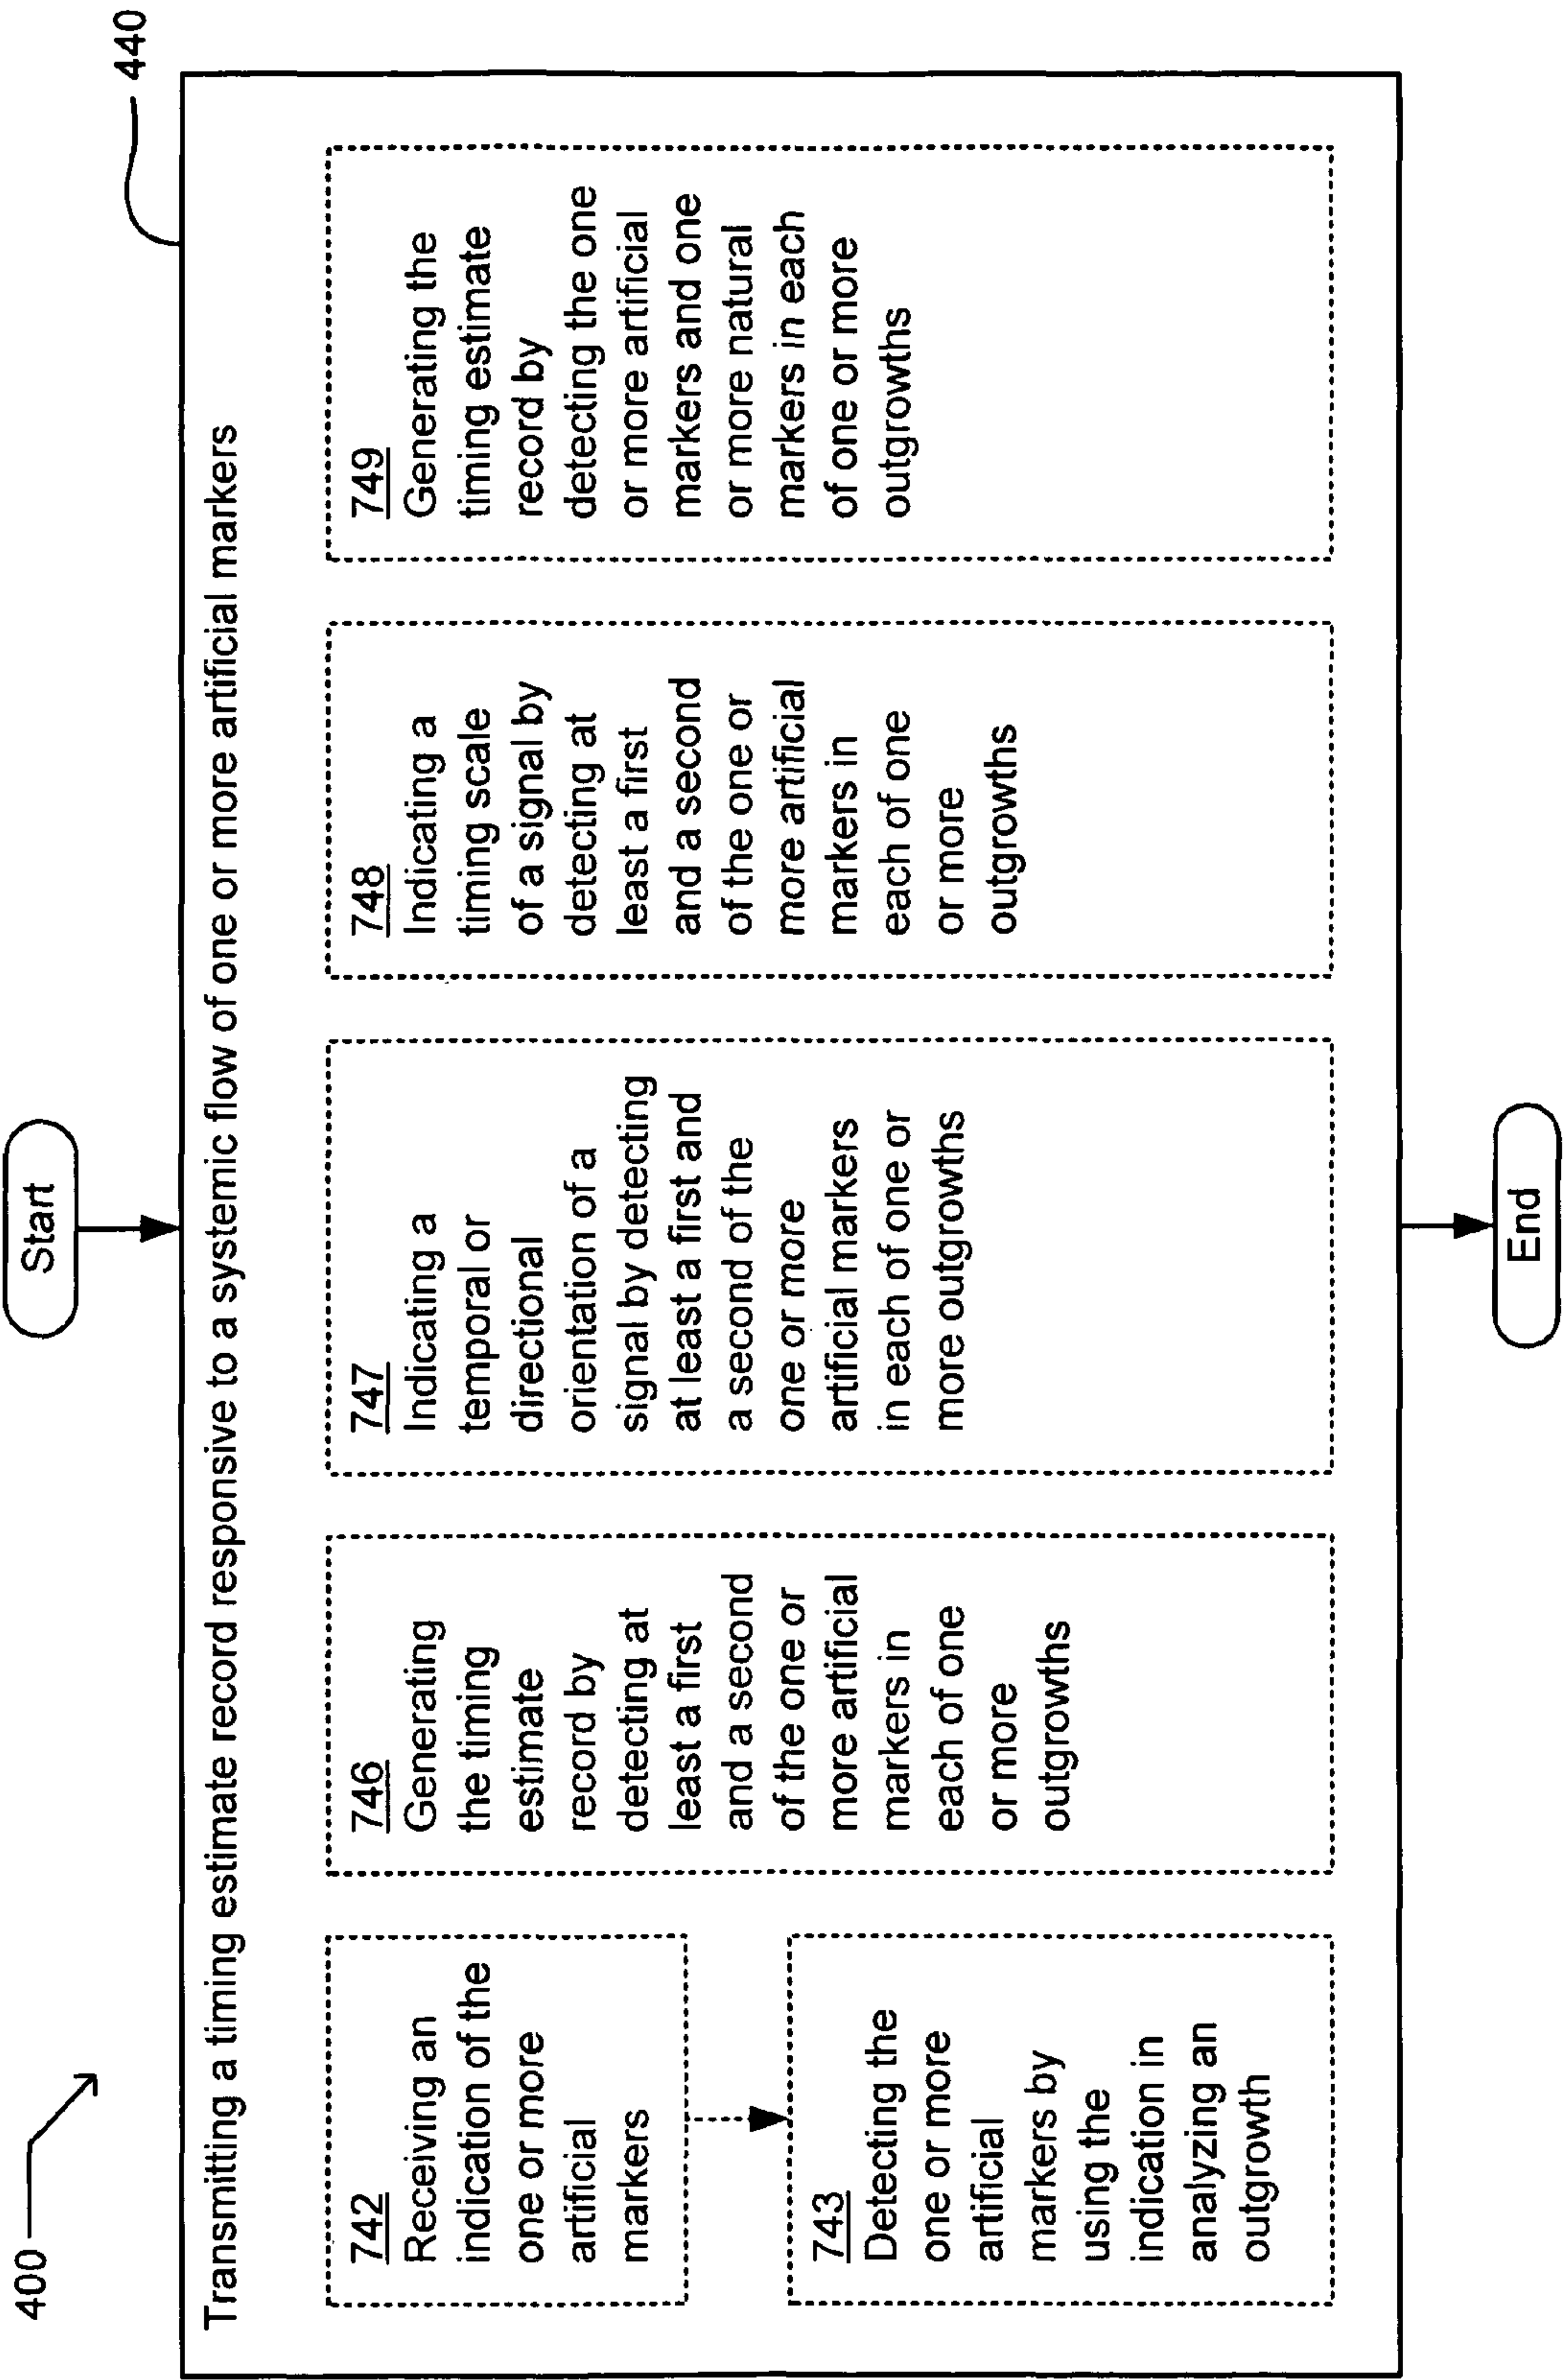 400
Start
440
Transmitting a timing estimate record responsive to a systemic flow of one or more artificial markers
742
Receiving an
indication of the
one or more
artificial
markers
743
Detecting the
one or more
artificial
markers by
using the
indication in
analyzing an
outgrowth
746
Generating
the timing
estimate
record by
detecting at
least a first
and a second
of the one or
more artificial
markers in
each of one
or more
outgrowths
747
Indicating a
temporal or
directional
orientation of a
signal by detecting
at least a first and
a second of the
one or more
artificial markers
in each of one or
more outgrowths
748
Indicating a
timing scale
of a signal by
detecting at
least a first
and a second
of the one or
more artificial
markers in
each of one
or more
outgrowths
749
Generating the
timing estimate
record by
detecting the one
or more artificial
markers and one
or more natural
markers in each
of one or more
outgrowths
End